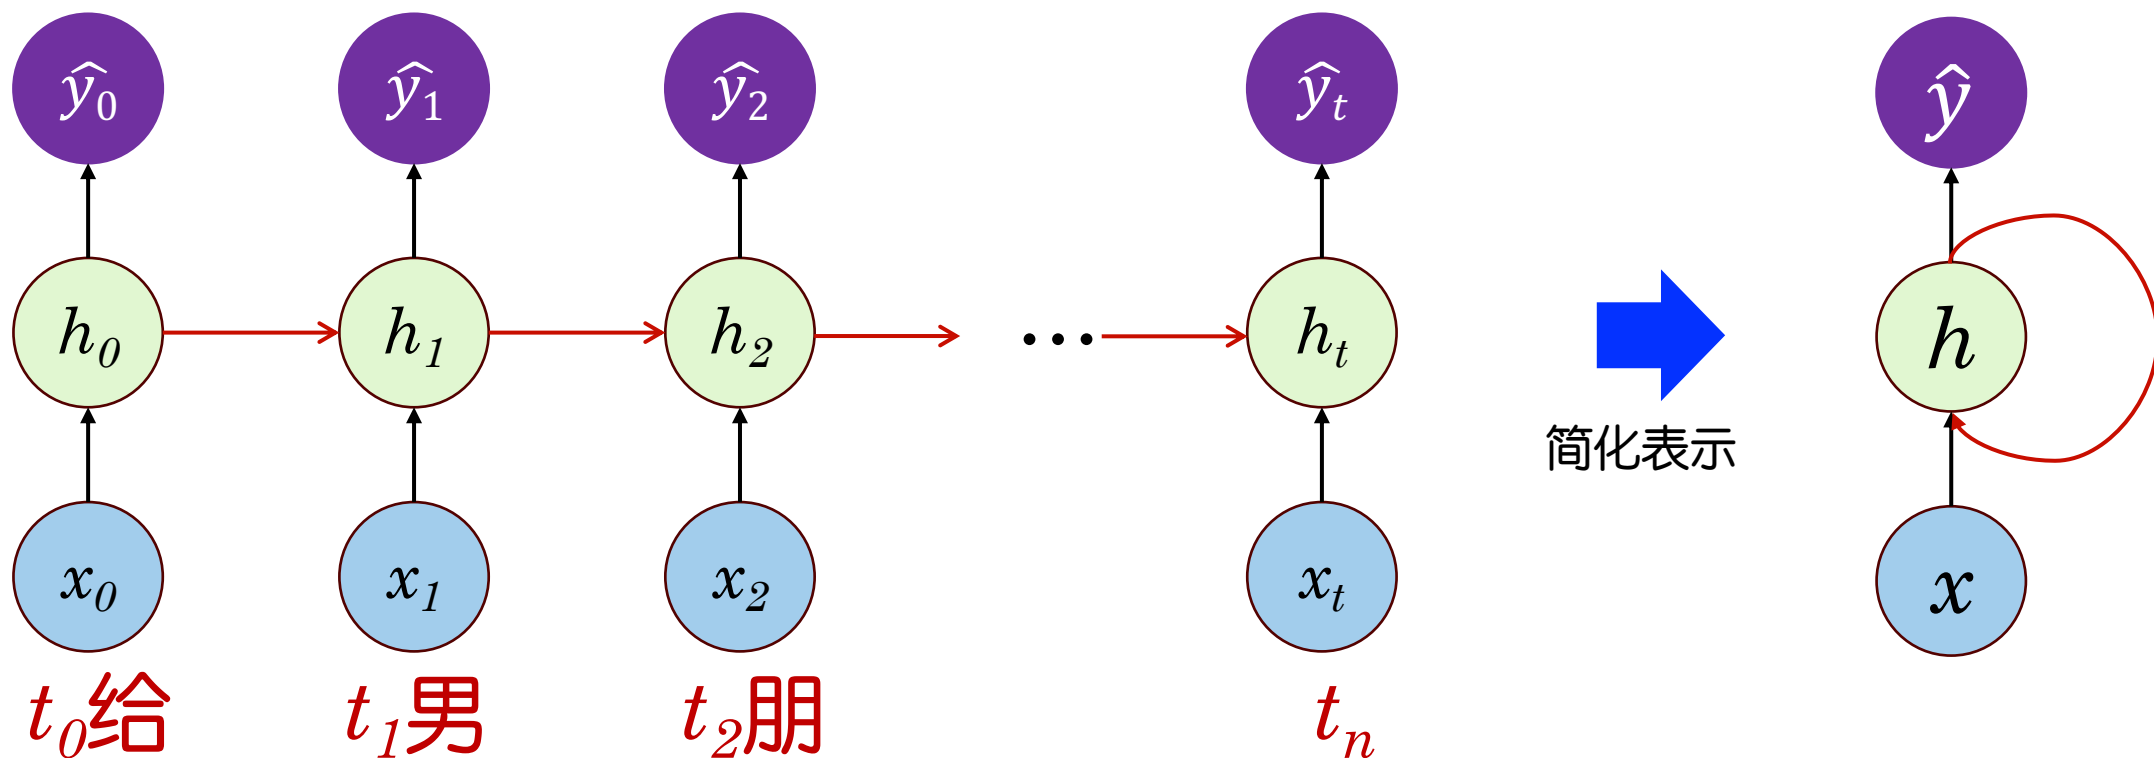 ŷ₀ ŷ₁ ŷ₂ ŷₜ ŷ
h₀ h₁ h₂ … hₜ h
简化表示
x₀ x₁ x₂ xₜ x
t₀给 t₁男 t₂朋 tₙ